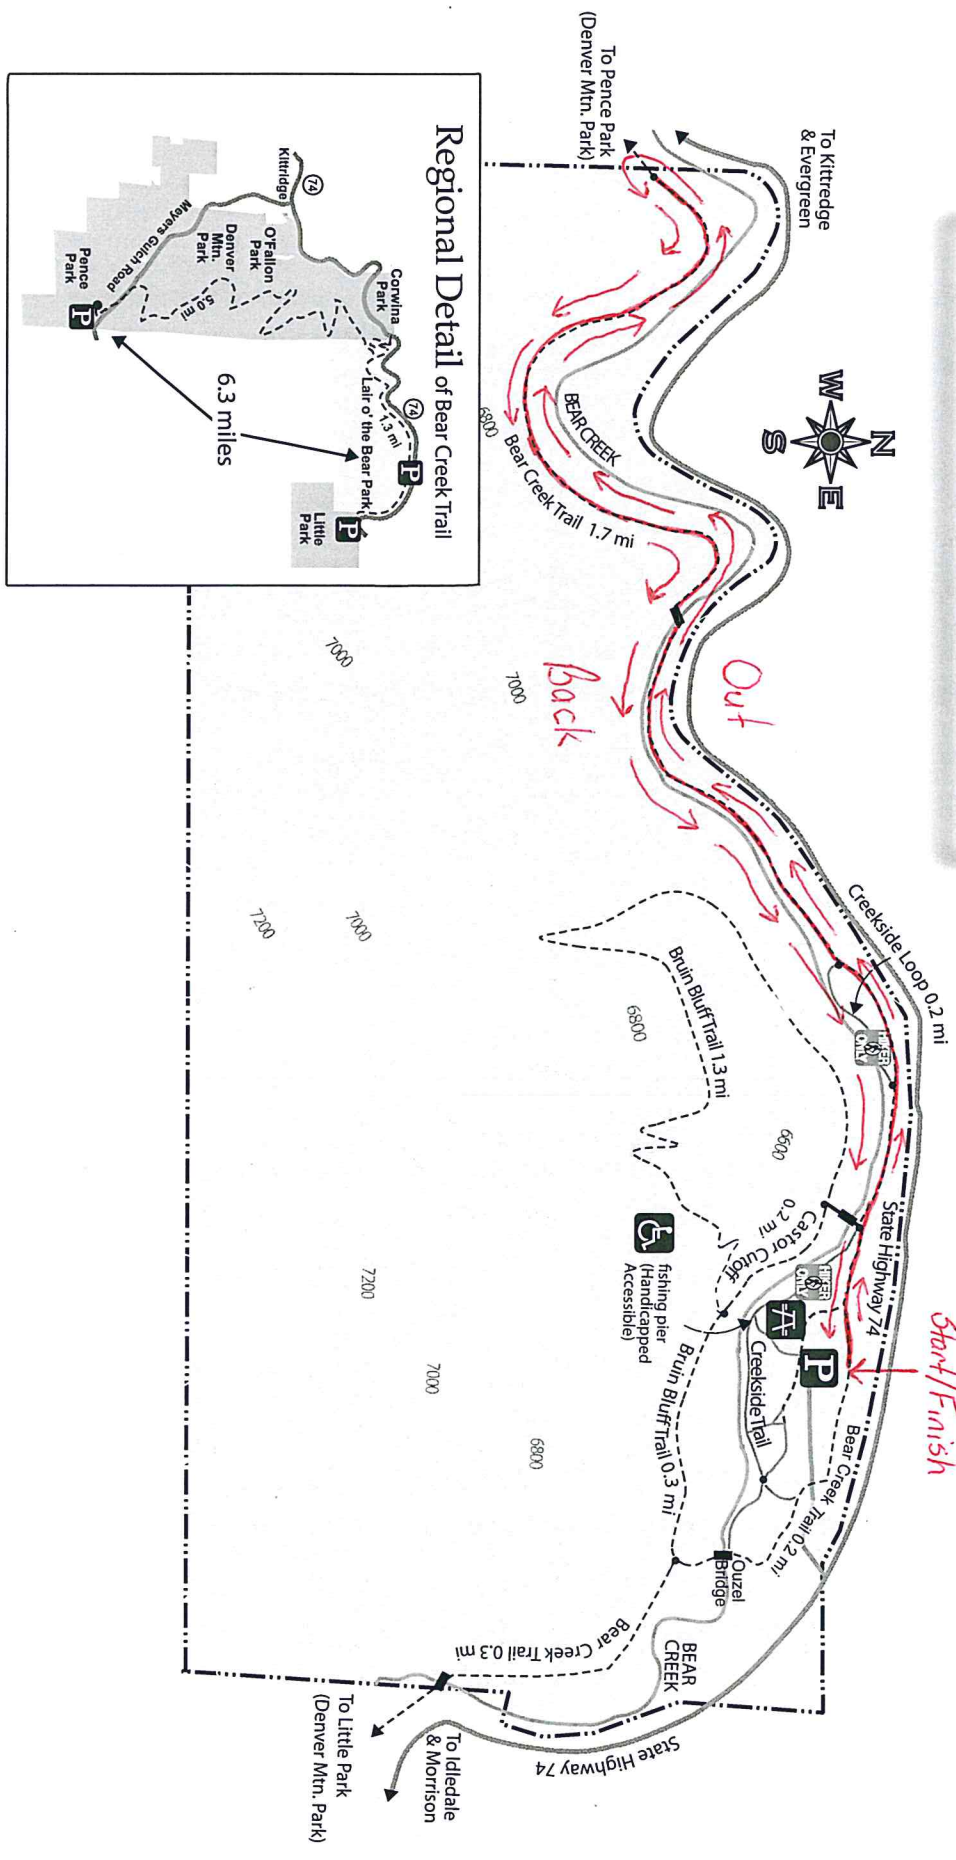 To Kittredge
& Evergreen
To Pence Park
(Denver Mtn. Park)
N
W
E
S
BEAR CREEK
Bear Creek Trail 1.7 mi
6800
Out
Back
7000
7000
7000
7200
Creekside Loop 0.2 mi
HIKER
ONLY
Bruin Bluff Trail 1.3 mi
6800
6600
State Highway 74
Castor Cutoff
0.2 mi
HIKER
ONLY
Start/Finish
P
fishing pier
(Handicapped
Accessible)
Creekside Trail
Bear Creek Trail 0.2 mi
Bruin Bluff Trail 0.3 mi
7200
7000
6800
Ouzel
Bridge
BEAR
CREEK
Bear Creek Trail 0.3 mi
State Highway 74
To Idledale
& Morrison
To Little Park
(Denver Mtn. Park)
Regional Detail of Bear Creek Trail
74
Kittridge
Corwina
Park
O'Fallon
Park
Denver
Mtn.
Park
Meyers Gulch Road
Pence
Park
P
5.0 mi
74
1.3 mi
Lair o' the Bear Park
P
Little
Park
P
6.3 miles